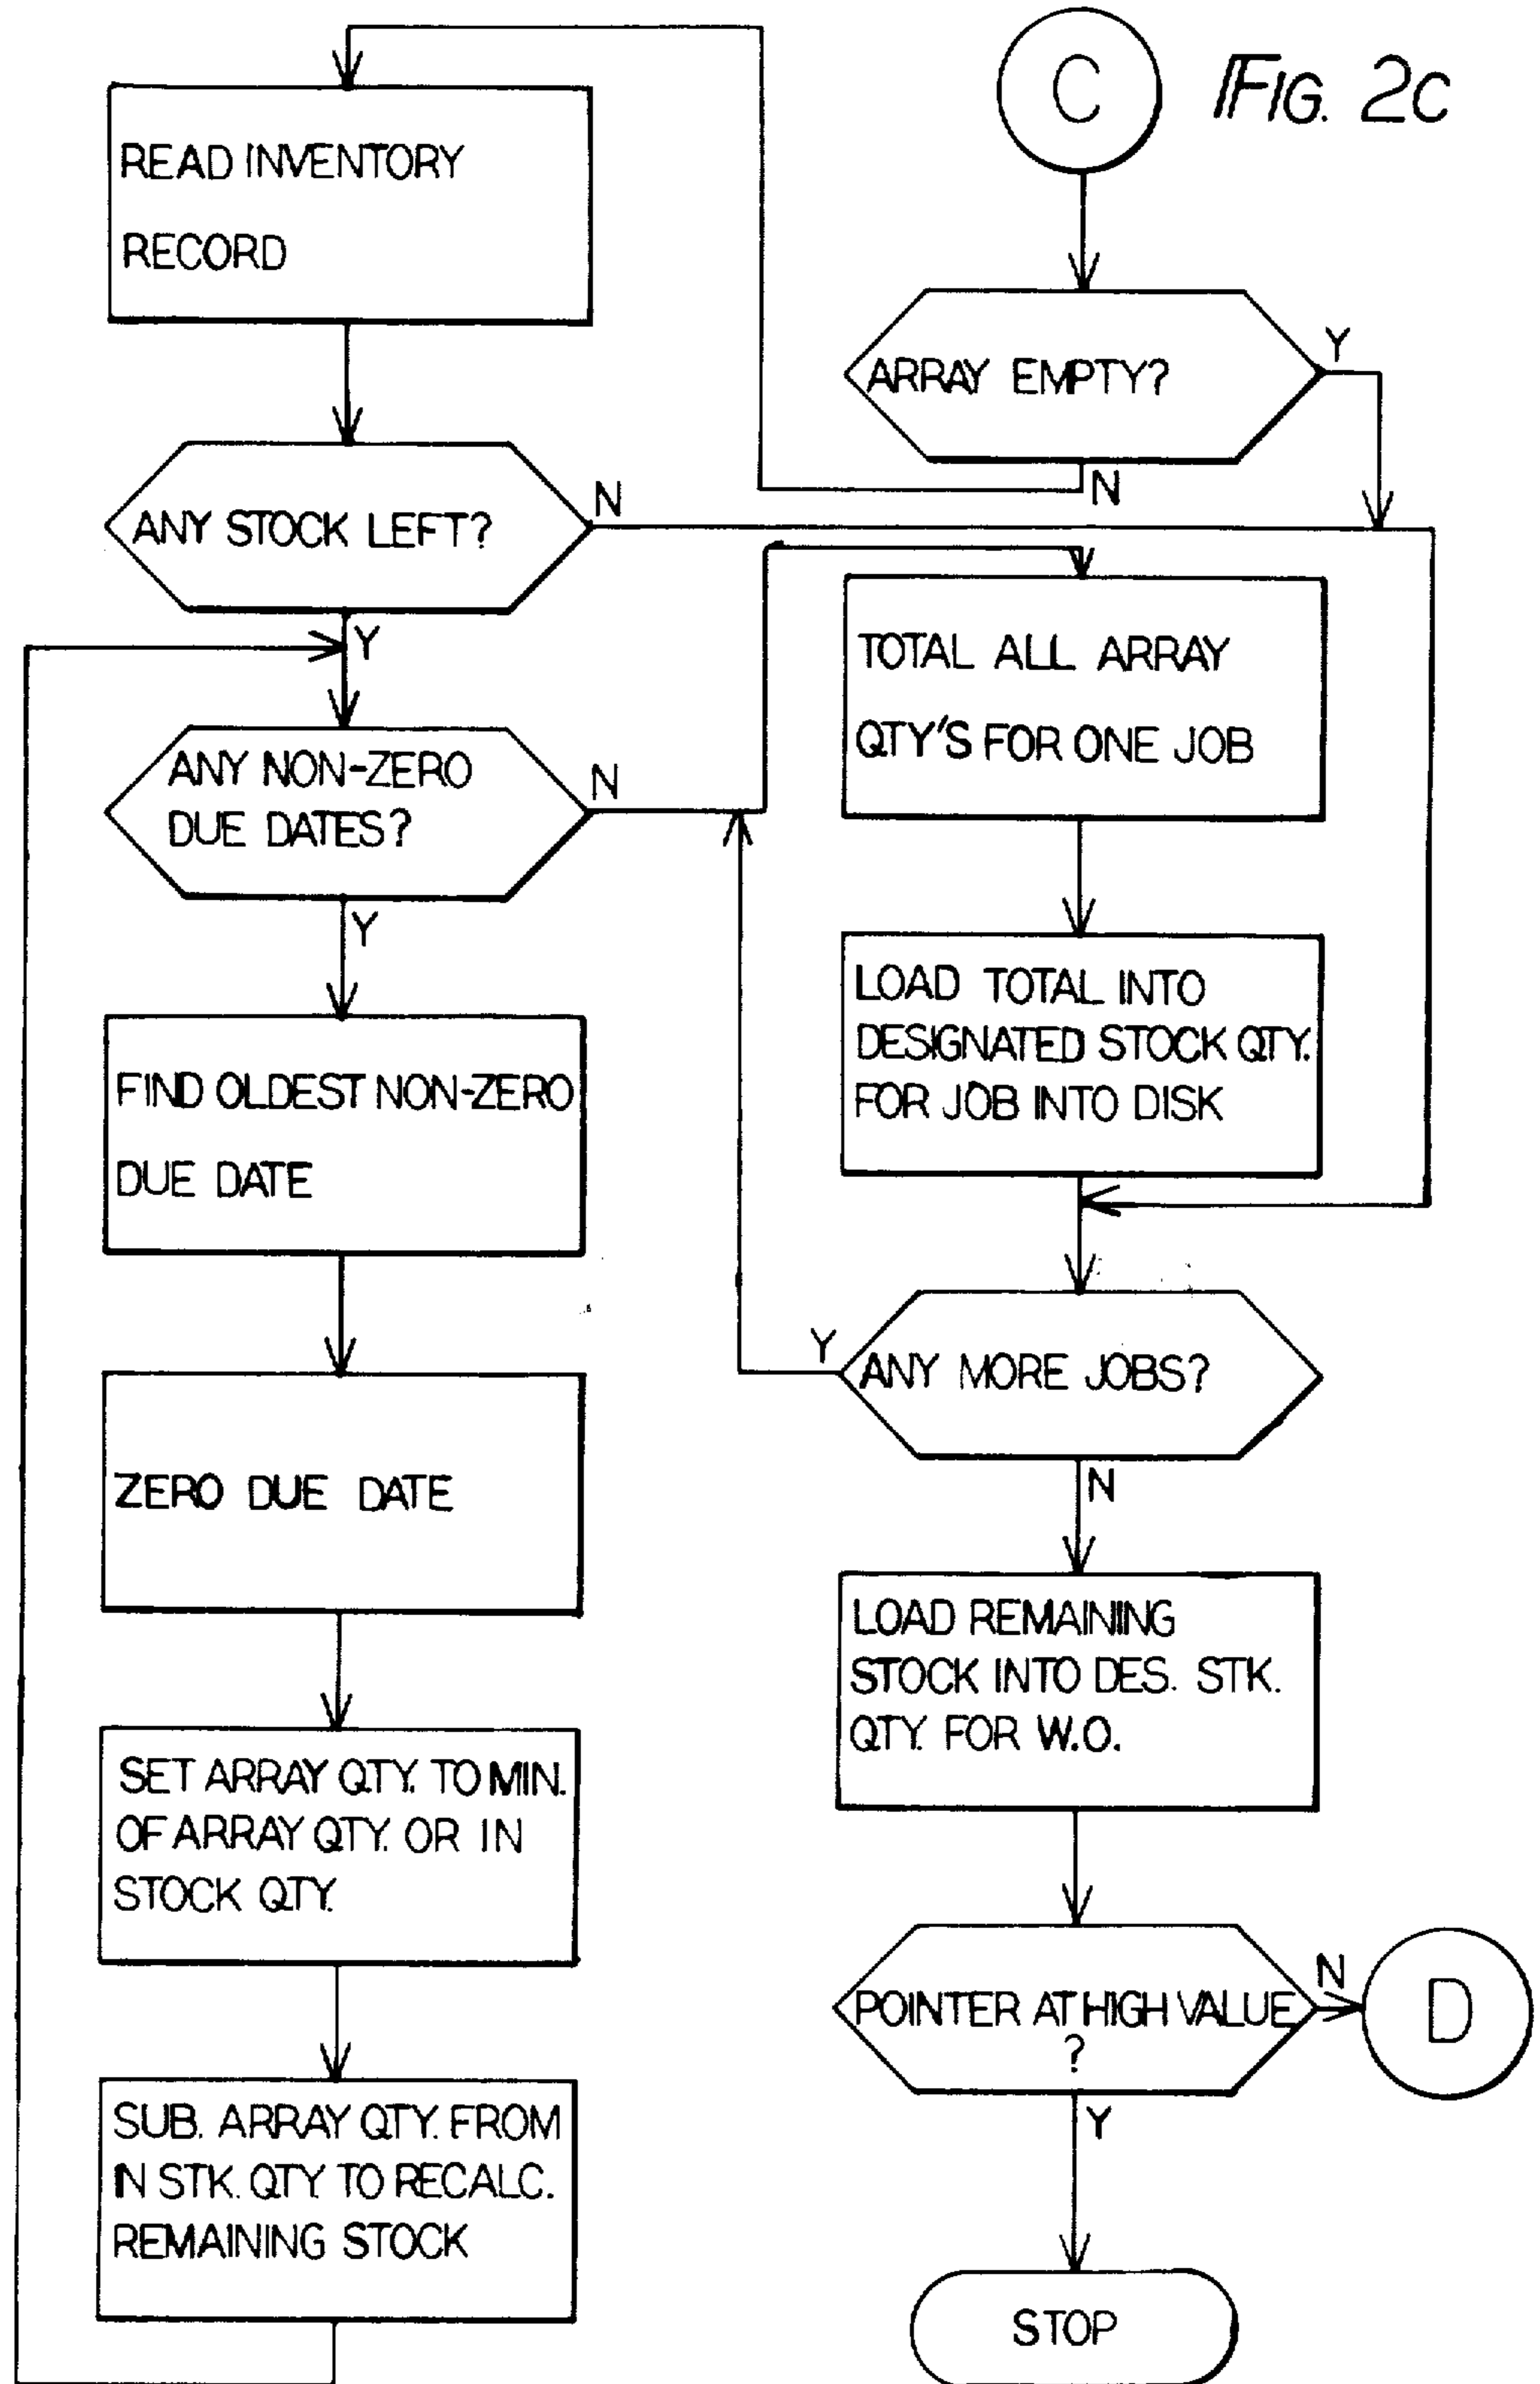 C
FIG. 2C
READ INVENTORY
RECORD
ARRAY EMPTY?
Y
N
ANY STOCK LEFT?
N
Y
ANY NON-ZERO
DUE DATES?
N
Y
FIND OLDEST NON-ZERO
DUE DATE
ZERO DUE DATE
SET ARRAY QTY. TO MIN.
OF ARRAY QTY. OR IN
STOCK QTY.
SUB. ARRAY QTY. FROM
IN STK. QTY. TO RECALC.
REMAINING STOCK
TOTAL ALL ARRAY
QTY'S FOR ONE JOB
LOAD TOTAL INTO
DESIGNATED STOCK QTY.
FOR JOB INTO DISK
Y
ANY MORE JOBS?
N
LOAD REMAINING
STOCK INTO DES. STK.
QTY. FOR W.O.
POINTER AT HIGH VALUE
?
N
D
Y
STOP